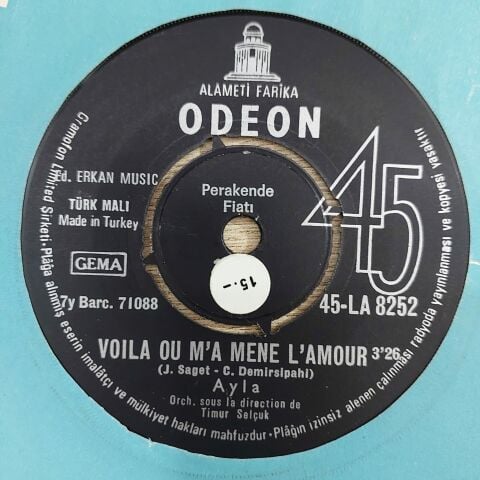 ALAMETİ FARİKA
ODEON
Ed. ERKAN MUSIC
TÜRK MALI
Made in Turkey
GEMA
7y Barc. 71088
Perakende
Fiatı
15.-
45
45-LA 8252
VOILA OU M'A MENE L'AMOUR 3'26
(J. Saget - C. Demirsipahi)
Ayla
Orch. sous la direction de
Timur Selçuk
Gramofon Limited Şirketi- Plâğa alınmış eserin imalâtçı ve mülkiyet hakları mahfuzdur- Plâğın izinsiz alenen çalınması radyoda yayınlanması ve kopyesi yasaktır